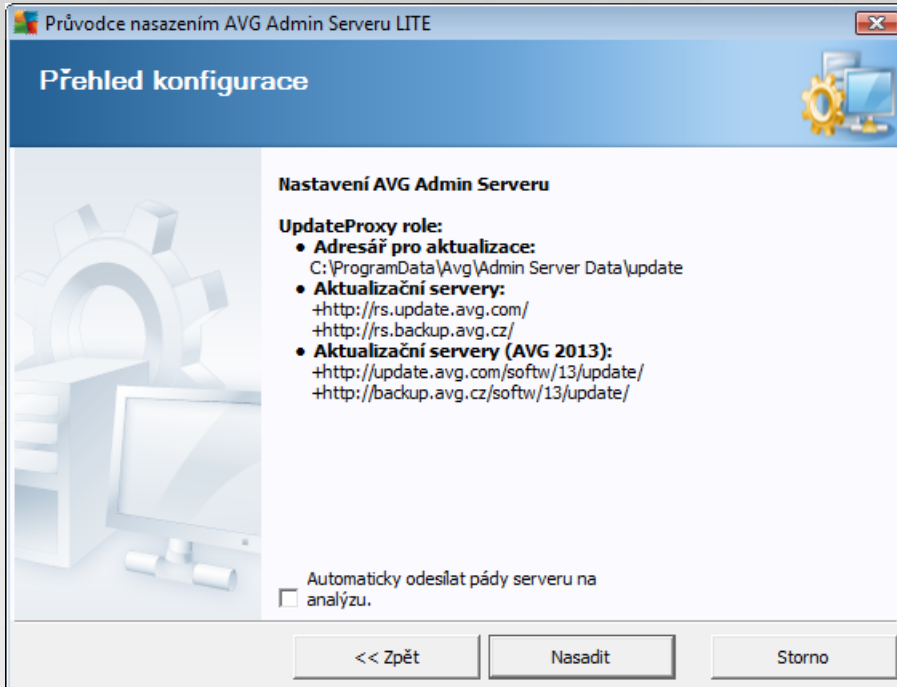 Průvodce nasazením AVG Admin Serveru LITE
Přehled konfigurace
Nastavení AVG Admin Serveru
UpdateProxy role:
• Adresář pro aktualizace:
C:\ProgramData\Avg\Admin Server Data\update
• Aktualizační servery:
+http://rs.update.avg.com/
+http://rs.backup.avg.cz/
• Aktualizační servery (AVG 2013):
+http://update.avg.com/softw/13/update/
+http://backup.avg.cz/softw/13/update/
Automaticky odesílat pády serveru na
analýzu.
<< Zpět
Nasadit
Storno